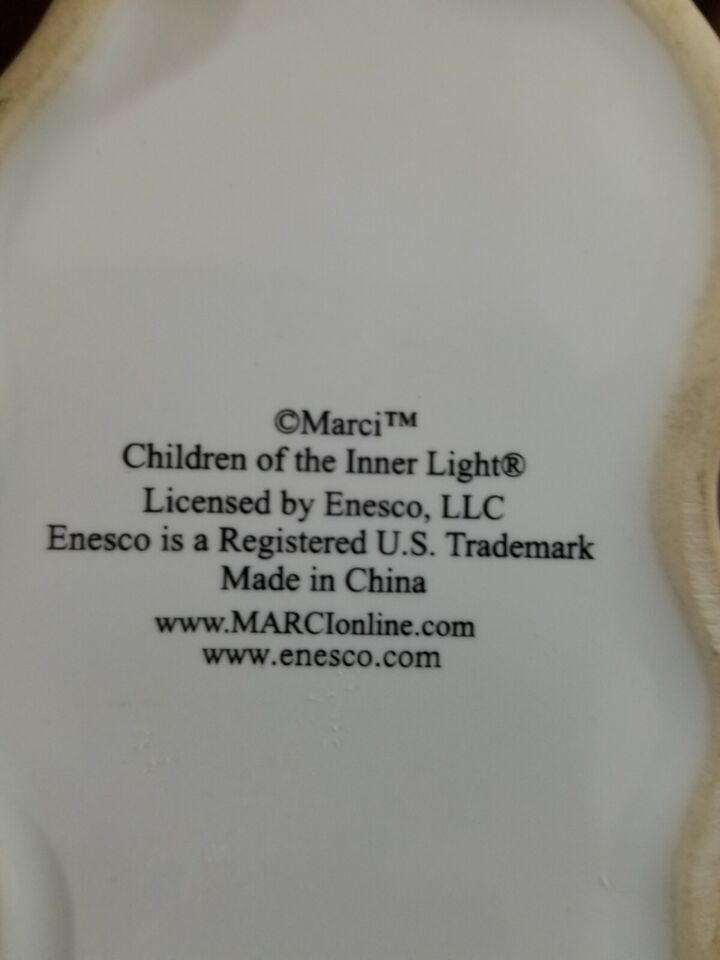 ©Marci™
Children of the Inner Light®
Licensed by Enesco, LLC
Enesco is a Registered U.S. Trademark
Made in China
www.MARCIonline.com
www.enesco.com